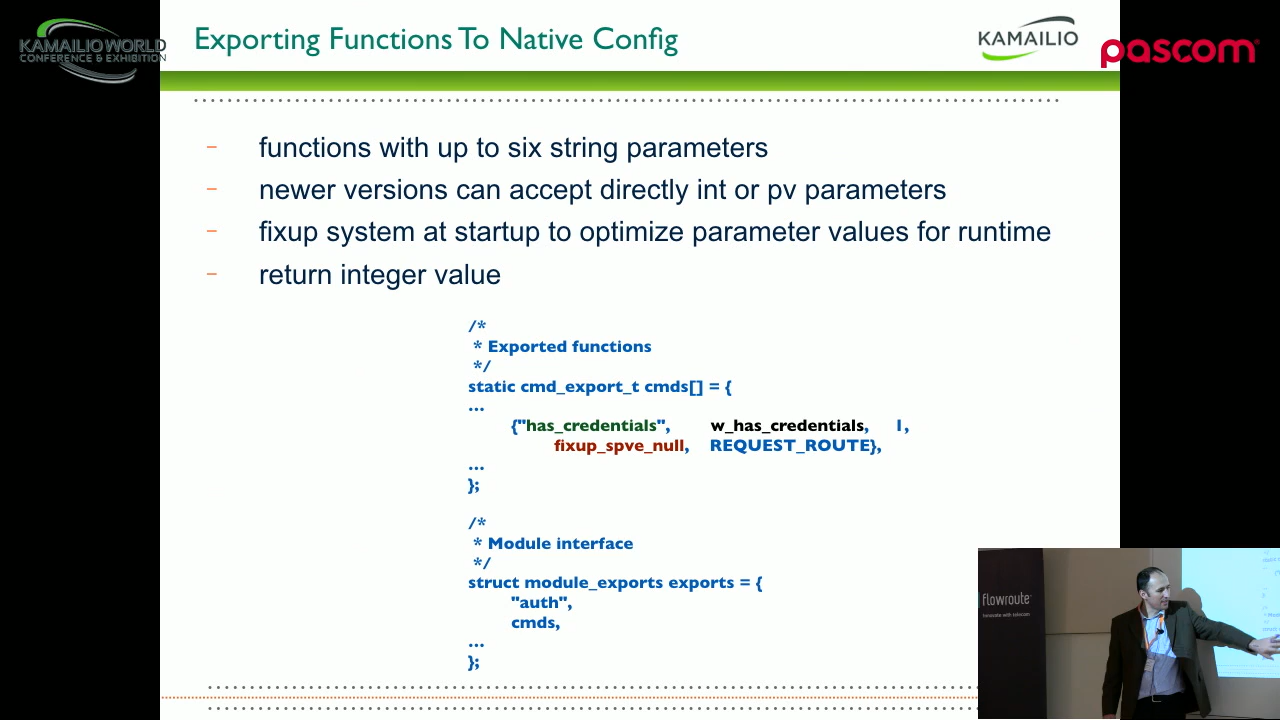 Exporting Functions To Native Config
KAMAILIO WORLD
CONFERENCE & EXHIBITION
KAMAILIO
pascom
- functions with up to six string parameters
- newer versions can accept directly int or pv parameters
- fixup system at startup to optimize parameter values for runtime
- return integer value
/*
* Exported functions
*/
static cmd_export_t cmds[] = {
...
{"has_credentials", w_has_credentials, 1,
fixup_spve_null, REQUEST_ROUTE},
...
};
/*
* Module interface
*/
struct module_exports exports = {
"auth",
cmds,
...
};
flowroute